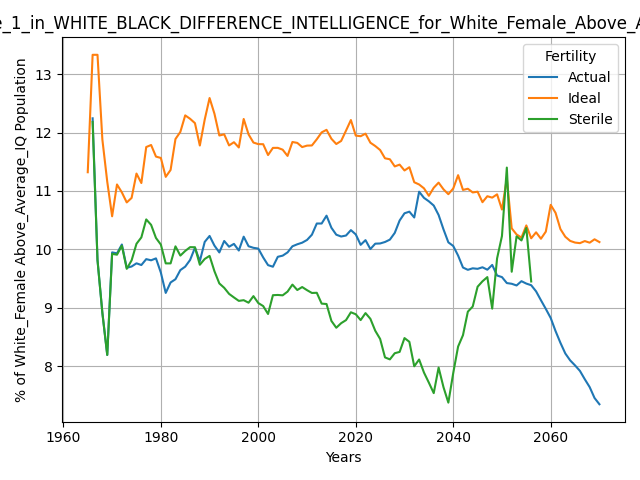 e_1_in_WHITE_BLACK_DIFFERENCE_INTELLIGENCE_for_White_Female_Above_A
Fertility
Actual
Ideal
Sterile
% of White_Female Above_Average_IQ Population
13
12
11
10
9
8
1960
1980
2000
2020
2040
2060
Years